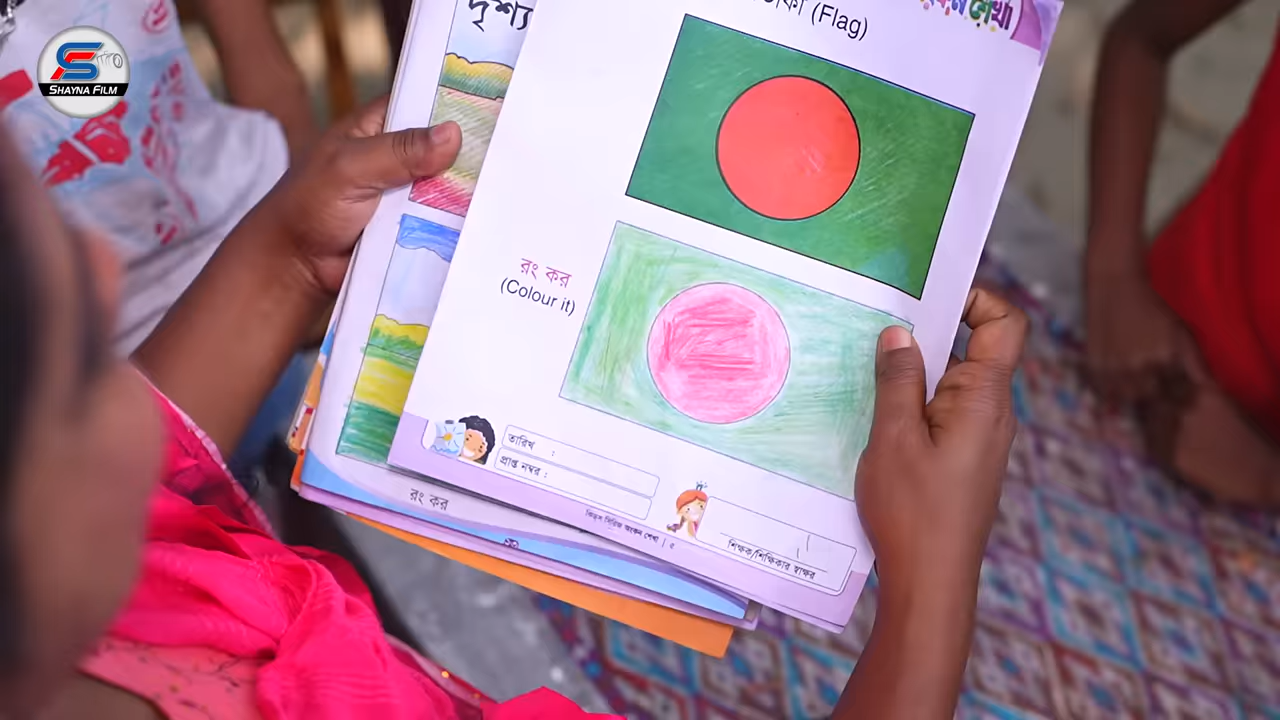 SHAYNA FILM
দৃশ্য
(Flag)
রং কর
(Colour it)
তারিখ :
প্রাপ্ত নম্বর :
শিক্ষক/শিক্ষিকার স্বাক্ষর
রং কর